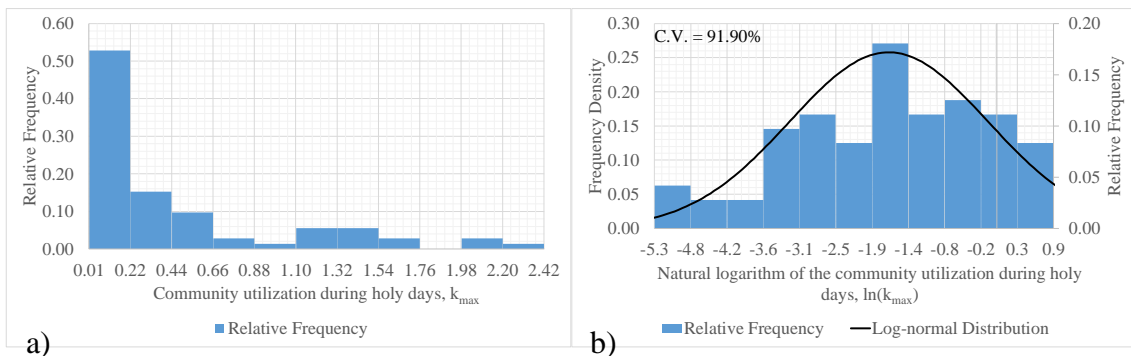 0.60
0.50
0.40
0.30
0.20
0.10
0.00
Relative Frequency
0.01 0.22 0.44 0.66 0.88 1.10 1.32 1.54 1.76 1.98 2.20 2.42
Community utilization during holy days, kmax
Relative Frequency
a)
C.V. = 91.90%
0.30
0.25
0.20
0.15
0.10
0.05
0.00
Frequency Density
0.20
0.15
0.10
0.05
0.00
Relative Frequency
-5.3 -4.8 -4.2 -3.6 -3.1 -2.5 -1.9 -1.4 -0.8 -0.2 0.3 0.9
Natural logarithm of the community utilization during holy
days, ln(kmax)
Relative Frequency Log-normal Distribution
b)